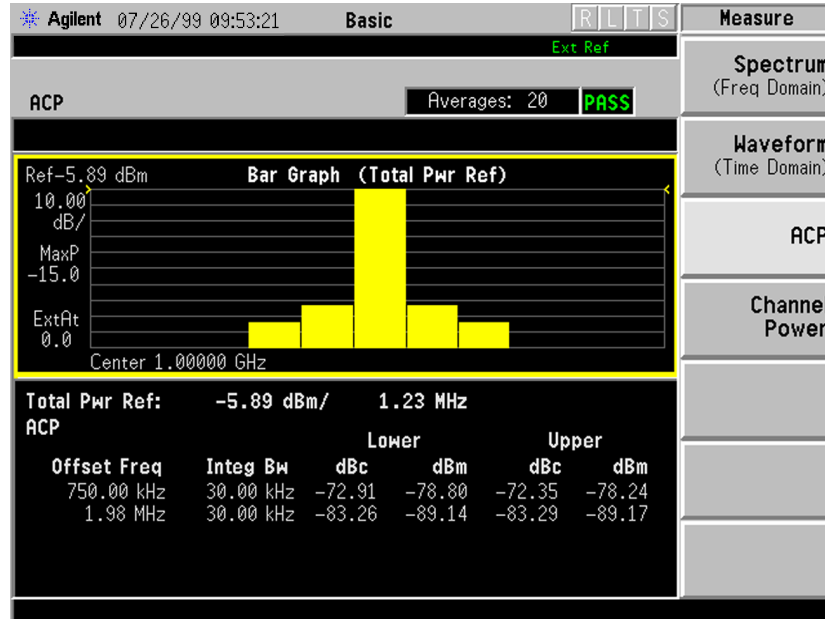 Agilent 07/26/99 09:53:21 Basic R L T S Measure
Ext Ref
Spectrum
(Freq Domain)
ACP Averages: 20 PASS
Waveform
(Time Domain)
Ref-5.89 dBm Bar Graph (Total Pwr Ref)
10.00
dB/
MaxP
-15.0
ExtAt
0.0
Center 1.00000 GHz
ACP
Channel
Power
Total Pwr Ref: -5.89 dBm/ 1.23 MHz
ACP
Lower Upper
Offset Freq Integ Bw dBc dBm dBc dBm
750.00 kHz 30.00 kHz -72.91 -78.80 -72.35 -78.24
1.98 MHz 30.00 kHz -83.26 -89.14 -83.29 -89.17